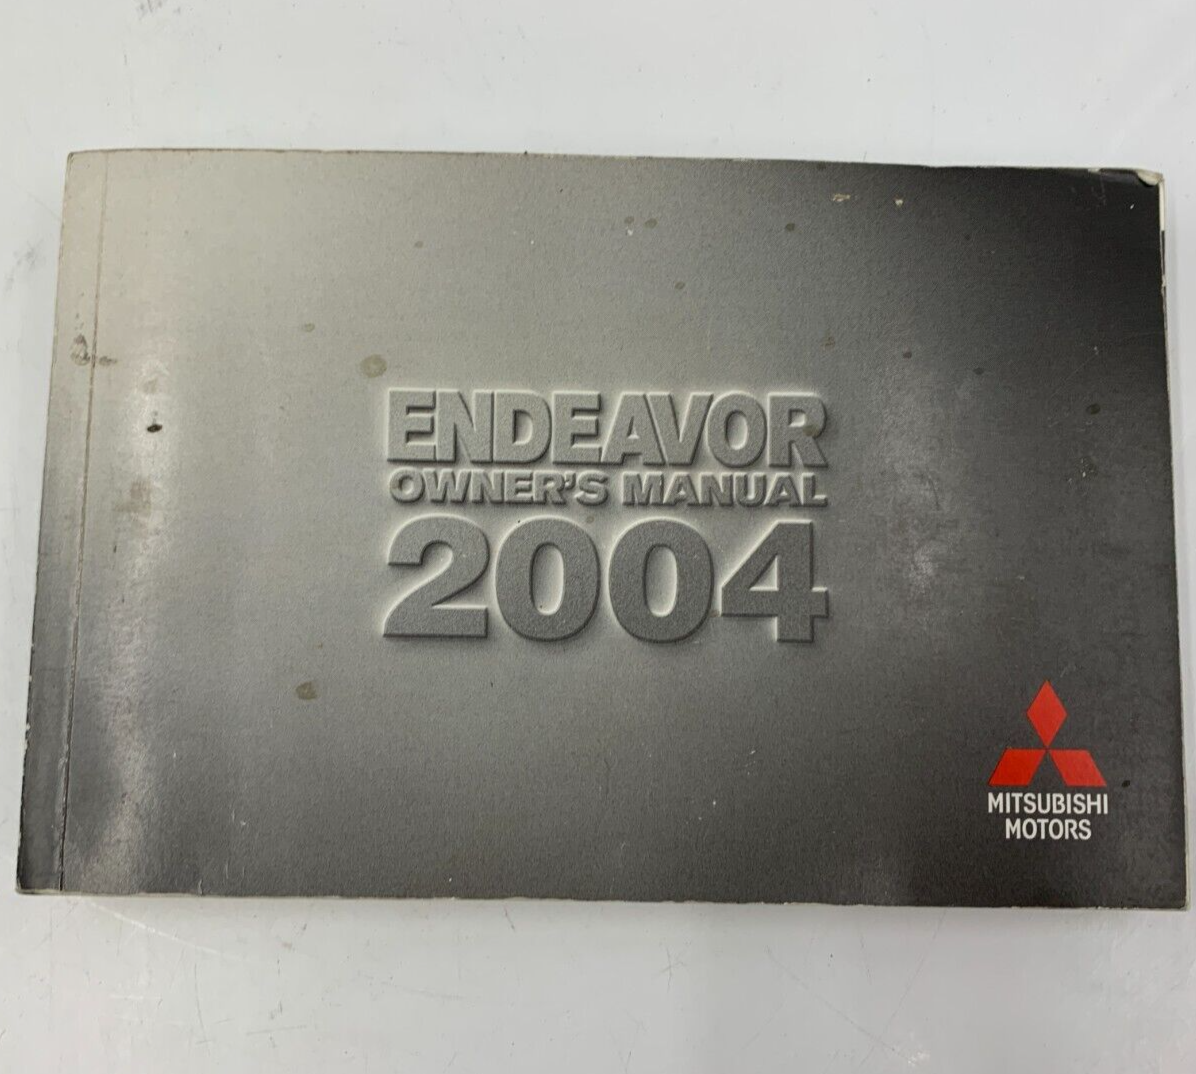 ENDEAVOR
OWNER'S MANUAL
2004
MITSUBISHI
MOTORS